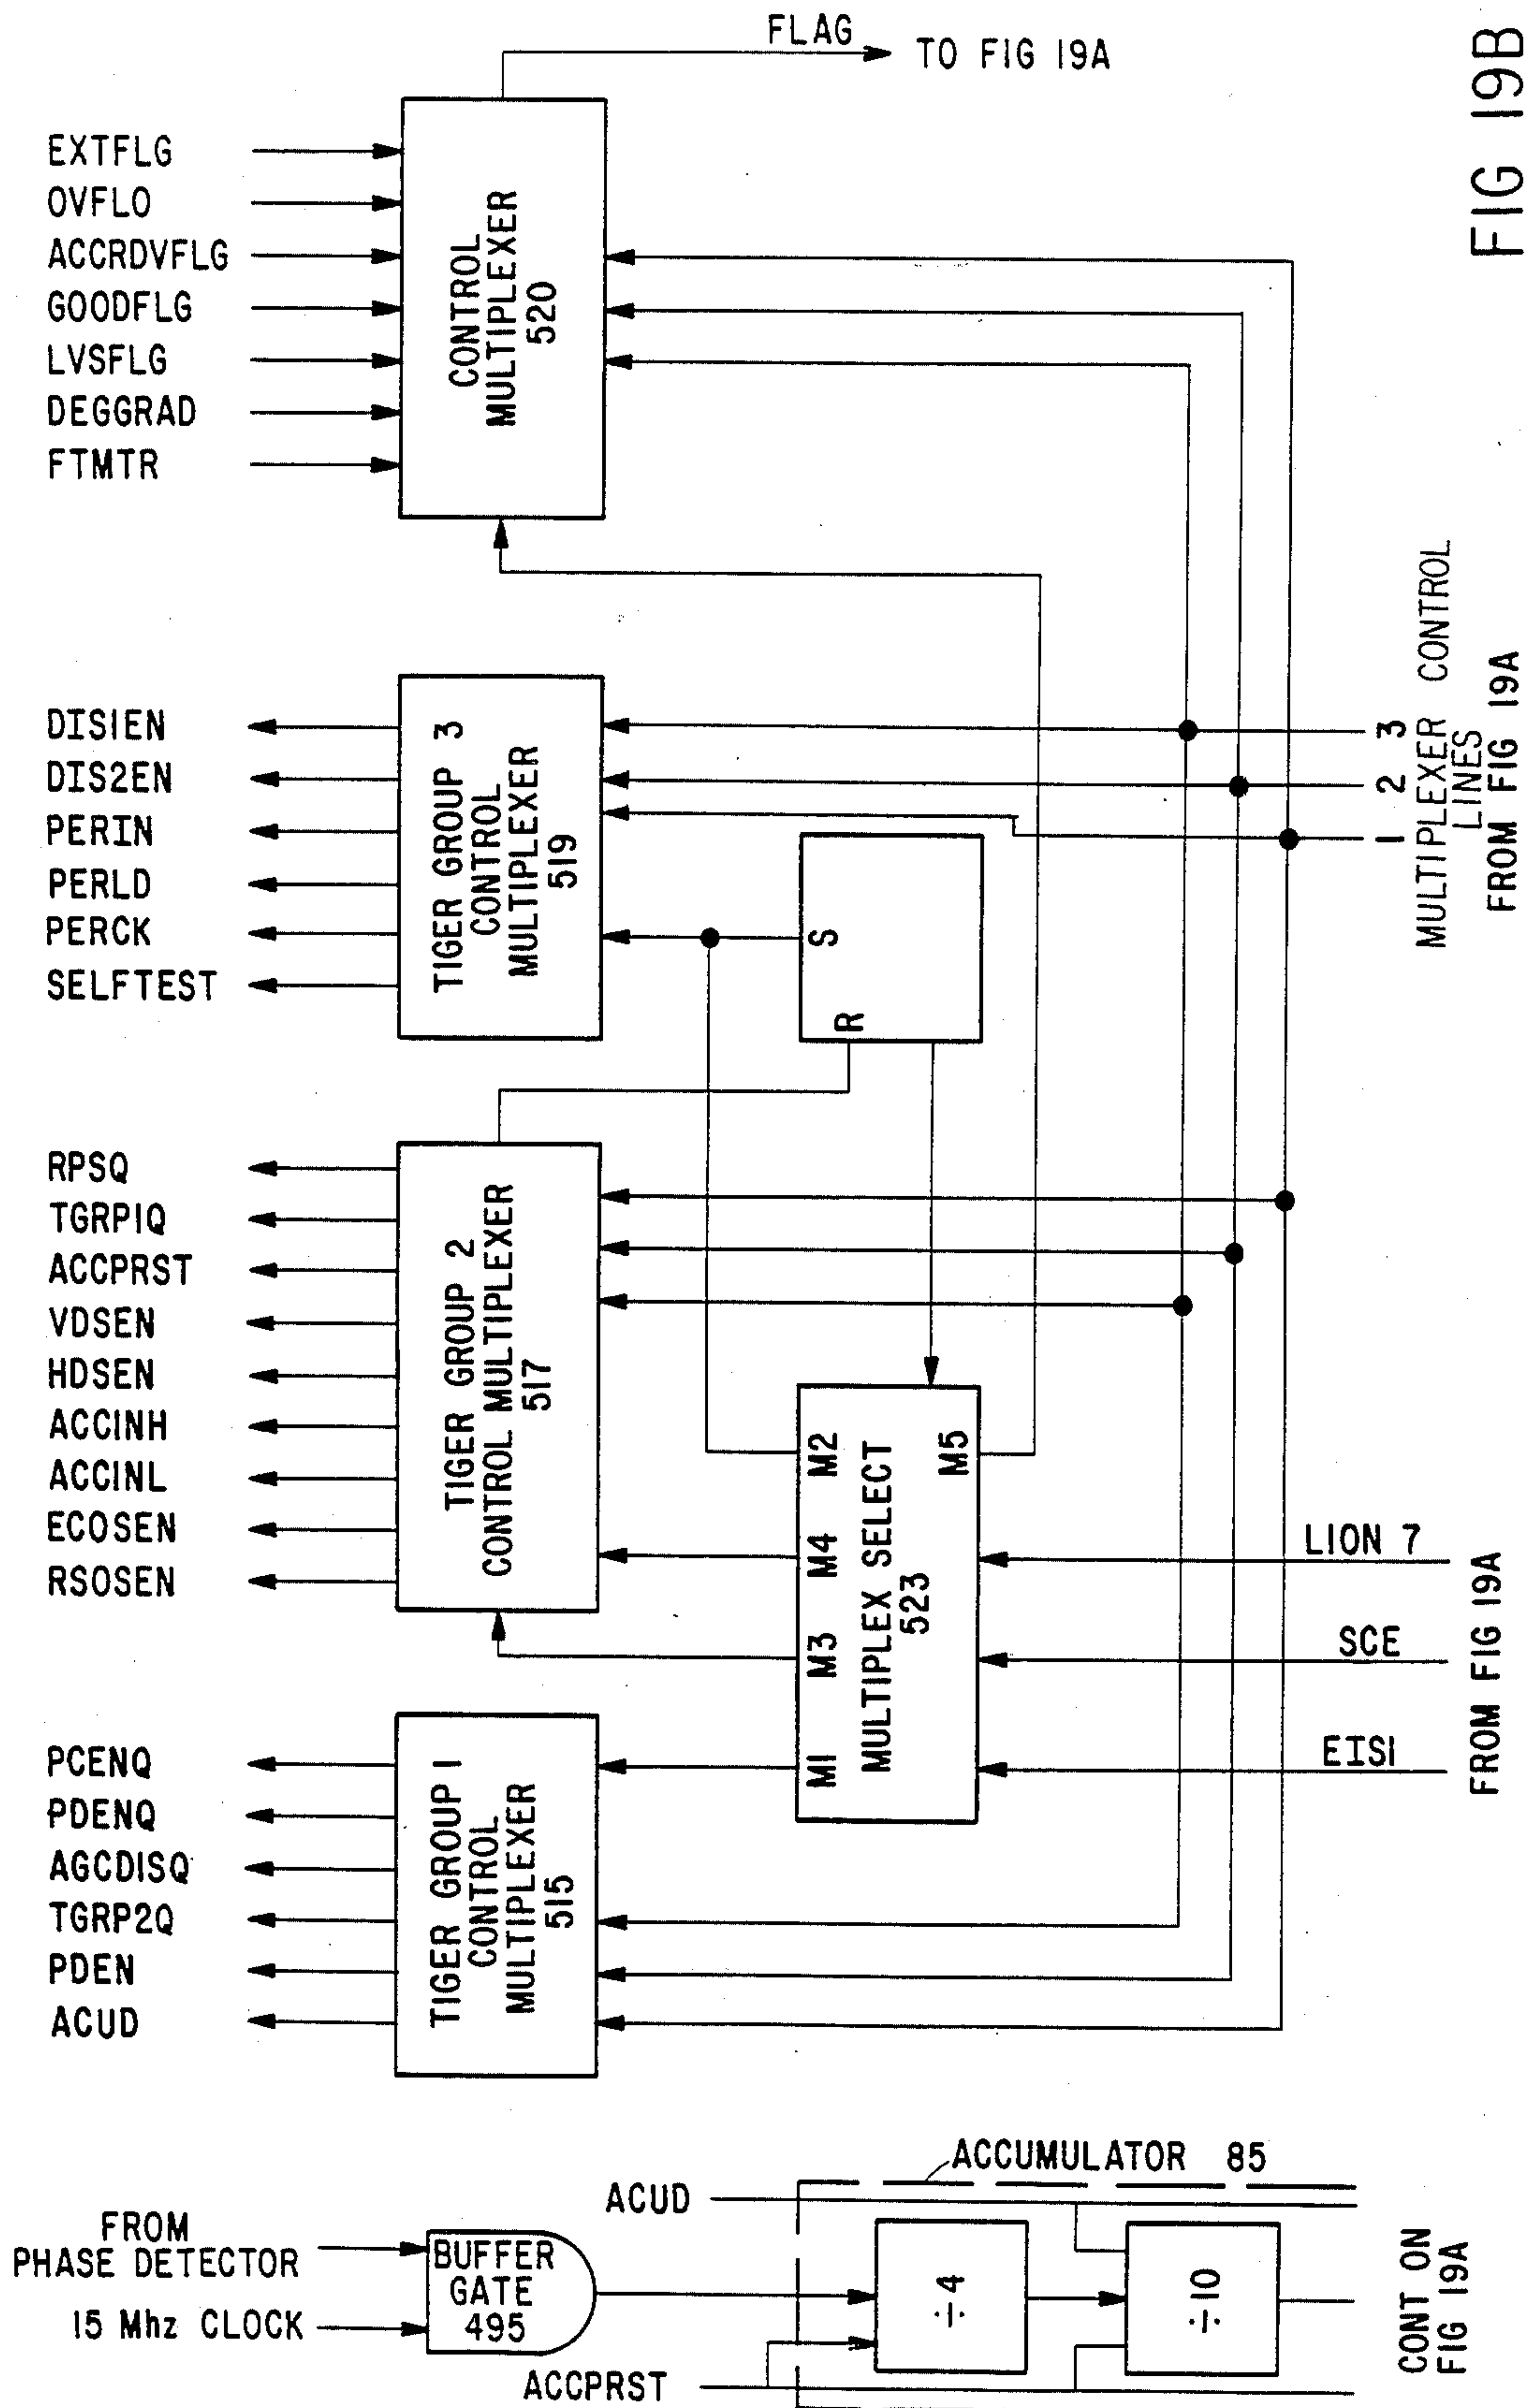 FLAG
TO FIG 19A
FIG 19B
EXTFLG
OVFLO
ACCRDVFLG
GOODFLG
LVSFLG
DEGGRAD
FTMTR
CONTROL
MULTIPLEXER
520
DIS1EN
DIS2EN
PERIN
PERLD
PERCK
SELFTEST
TIGER GROUP 3
CONTROL
MULTIPLEXER
519
S
R
3
2
1
MULTIPLEXER CONTROL
LINES
FROM FIG 19A
RPSQ
TGRP1Q
ACCPRST
VDSEN
HDSEN
ACCINH
ACCINL
ECOSEN
RSOSEN
TIGER GROUP 2
CONTROL MULTIPLEXER
517
M2
M4
M3
M1
M5
MULTIPLEX SELECT
523
LION 7
SCE
EISI
FROM FIG 19A
PCENQ
PDENQ
AGCDISQ
TGRP2Q
PDEN
ACUD
TIGER GROUP 1
CONTROL
MULTIPLEXER
515
ACCUMULATOR 85
ACUD
FROM
PHASE DETECTOR
15 Mhz CLOCK
BUFFER
GATE
495
÷4
÷10
ACCPRST
CONT ON
FIG 19A